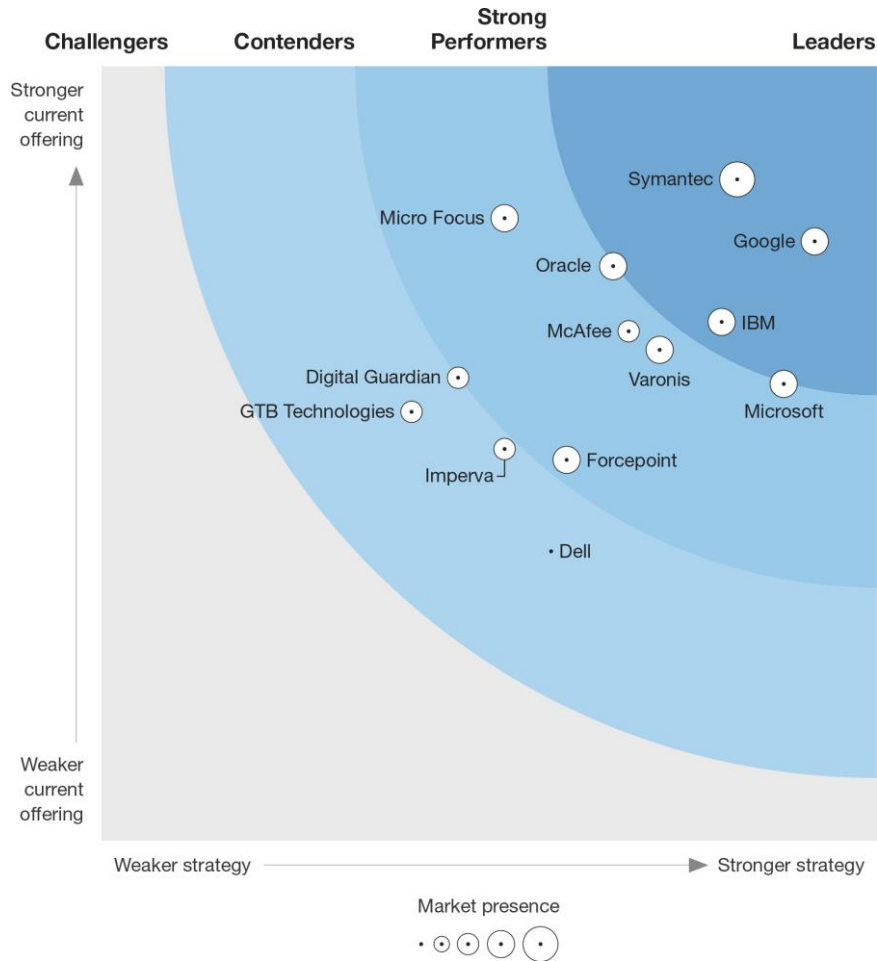 Challengers
Contenders
Strong
Performers
Leaders
Stronger
current
offering
Symantec
Micro Focus
Google
Oracle
IBM
McAfee
Varonis
Digital Guardian
Microsoft
GTB Technologies
Forcepoint
Imperva
Dell
Weaker
current
offering
Weaker strategy
Stronger strategy
Market presence